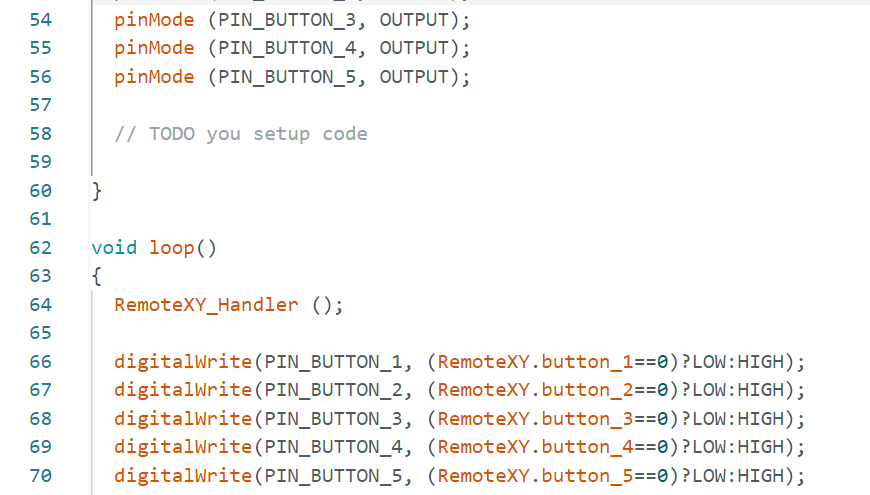 54 pinMode (PIN_BUTTON_3, OUTPUT);
55 pinMode (PIN_BUTTON_4, OUTPUT);
56 pinMode (PIN_BUTTON_5, OUTPUT);
57
58 // TODO you setup code
59
60 }
61
62 void loop()
63 {
64 RemoteXY_Handler ();
65
66 digitalWrite(PIN_BUTTON_1, (RemoteXY.button_1==0)?LOW:HIGH);
67 digitalWrite(PIN_BUTTON_2, (RemoteXY.button_2==0)?LOW:HIGH);
68 digitalWrite(PIN_BUTTON_3, (RemoteXY.button_3==0)?LOW:HIGH);
69 digitalWrite(PIN_BUTTON_4, (RemoteXY.button_4==0)?LOW:HIGH);
70 digitalWrite(PIN_BUTTON_5, (RemoteXY.button_5==0)?LOW:HIGH);